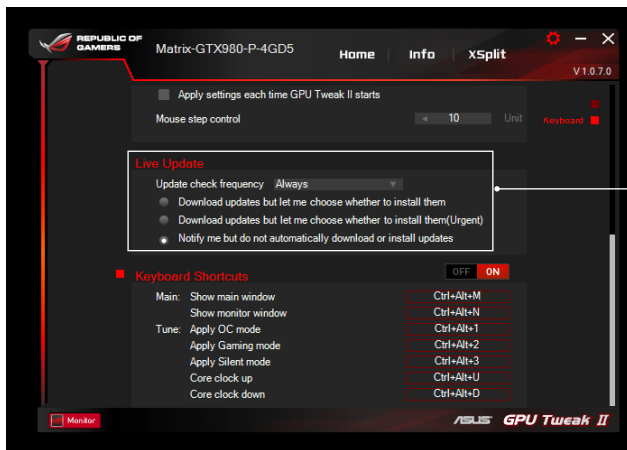 REPUBLIC OF
GAMERS
Matrix-GTX980-P-4GD5
Home
Info
XSplit
V 1.0.7.0
Apply settings each time GPU Tweak II starts
Mouse step control 10 Unit
Keyboard
Live Update
Update check frequency Always
Download updates but let me choose whether to install them
Download updates but let me choose whether to install them(Urgent)
Notify me but do not automatically download or install updates
Keyboard Shortcuts OFF ON
Main: Show main window Ctrl+Alt+M
Show monitor window Ctrl+Alt+N
Tune: Apply OC mode Ctrl+Alt+1
Apply Gaming mode Ctrl+Alt+2
Apply Silent mode Ctrl+Alt+3
Core clock up Ctrl+Alt+U
Core clock down Ctrl+Alt+D
Monitor
ASUS GPU Tweak II